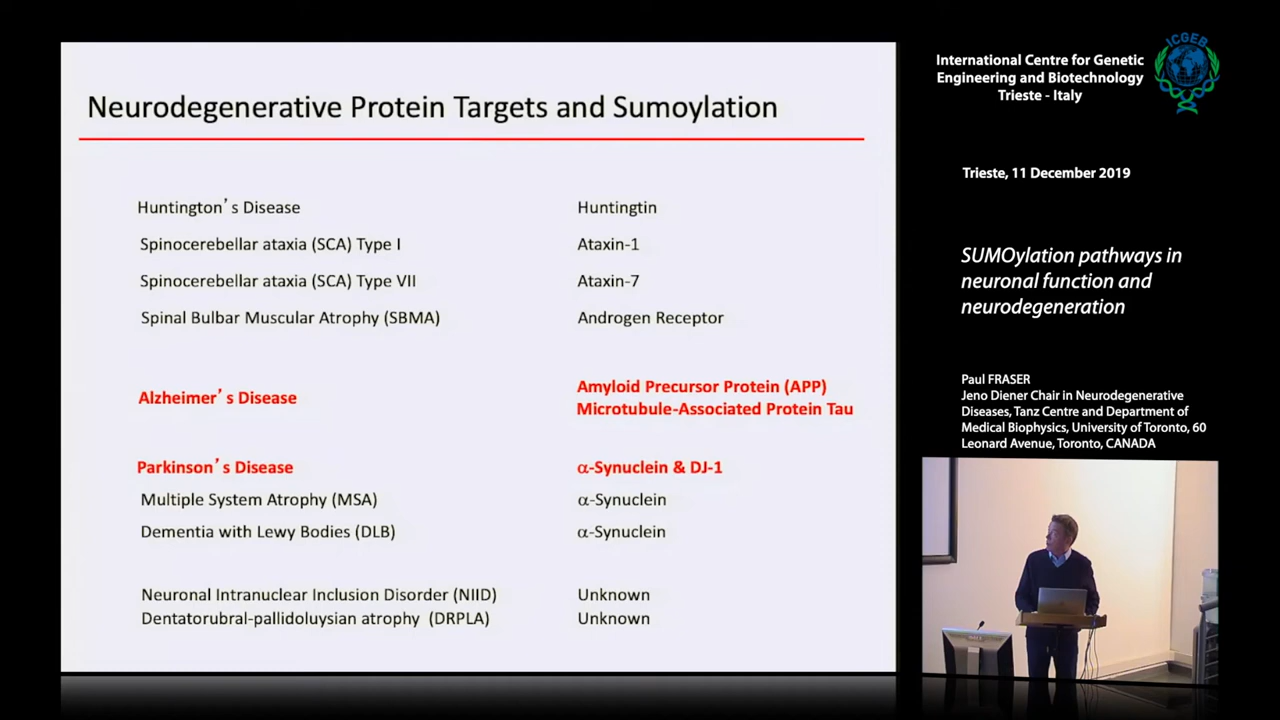 Neurodegenerative Protein Targets and Sumoylation
Huntington's Disease Huntingtin
Spinocerebellar ataxia (SCA) Type I Ataxin-1
Spinocerebellar ataxia (SCA) Type VII Ataxin-7
Spinal Bulbar Muscular Atrophy (SBMA) Androgen Receptor
Alzheimer's Disease
Amyloid Precursor Protein (APP)
Microtubule-Associated Protein Tau
Parkinson's Disease α-Synuclein & DJ-1
Multiple System Atrophy (MSA) α-Synuclein
Dementia with Lewy Bodies (DLB) α-Synuclein
Neuronal Intranuclear Inclusion Disorder (NIID) Unknown
Dentatorubral-pallidoluysian atrophy (DRPLA) Unknown
International Centre for Genetic
Engineering and Biotechnology
Trieste - Italy
ICGEB
Trieste, 11 December 2019
SUMOylation pathways in
neuronal function and
neurodegeneration
Paul FRASER
Jeno Diener Chair in Neurodegenerative
Diseases, Tanz Centre and Department of
Medical Biophysics, University of Toronto, 60
Leonard Avenue, Toronto, CANADA